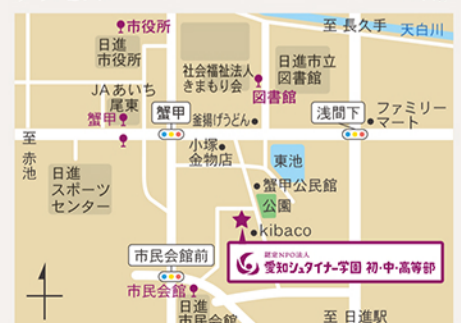 市役所
至 長久手
天白川
日進
市役所
社会福祉法人
きまもり会
日進市立
図書館
図書館
JAあいち
尾東
蟹甲
蟹甲
釜揚げうどん
浅間下
ファミリー
マート
至
赤池
小塚
金物店
東池
日進
スポーツ
センター
蟹甲公民館
公園
kibaco
認定NPO法人
愛知シュタイナー学園 初・中・高等部
市民会館前
市民会館
日進
市民会館
至 日進駅